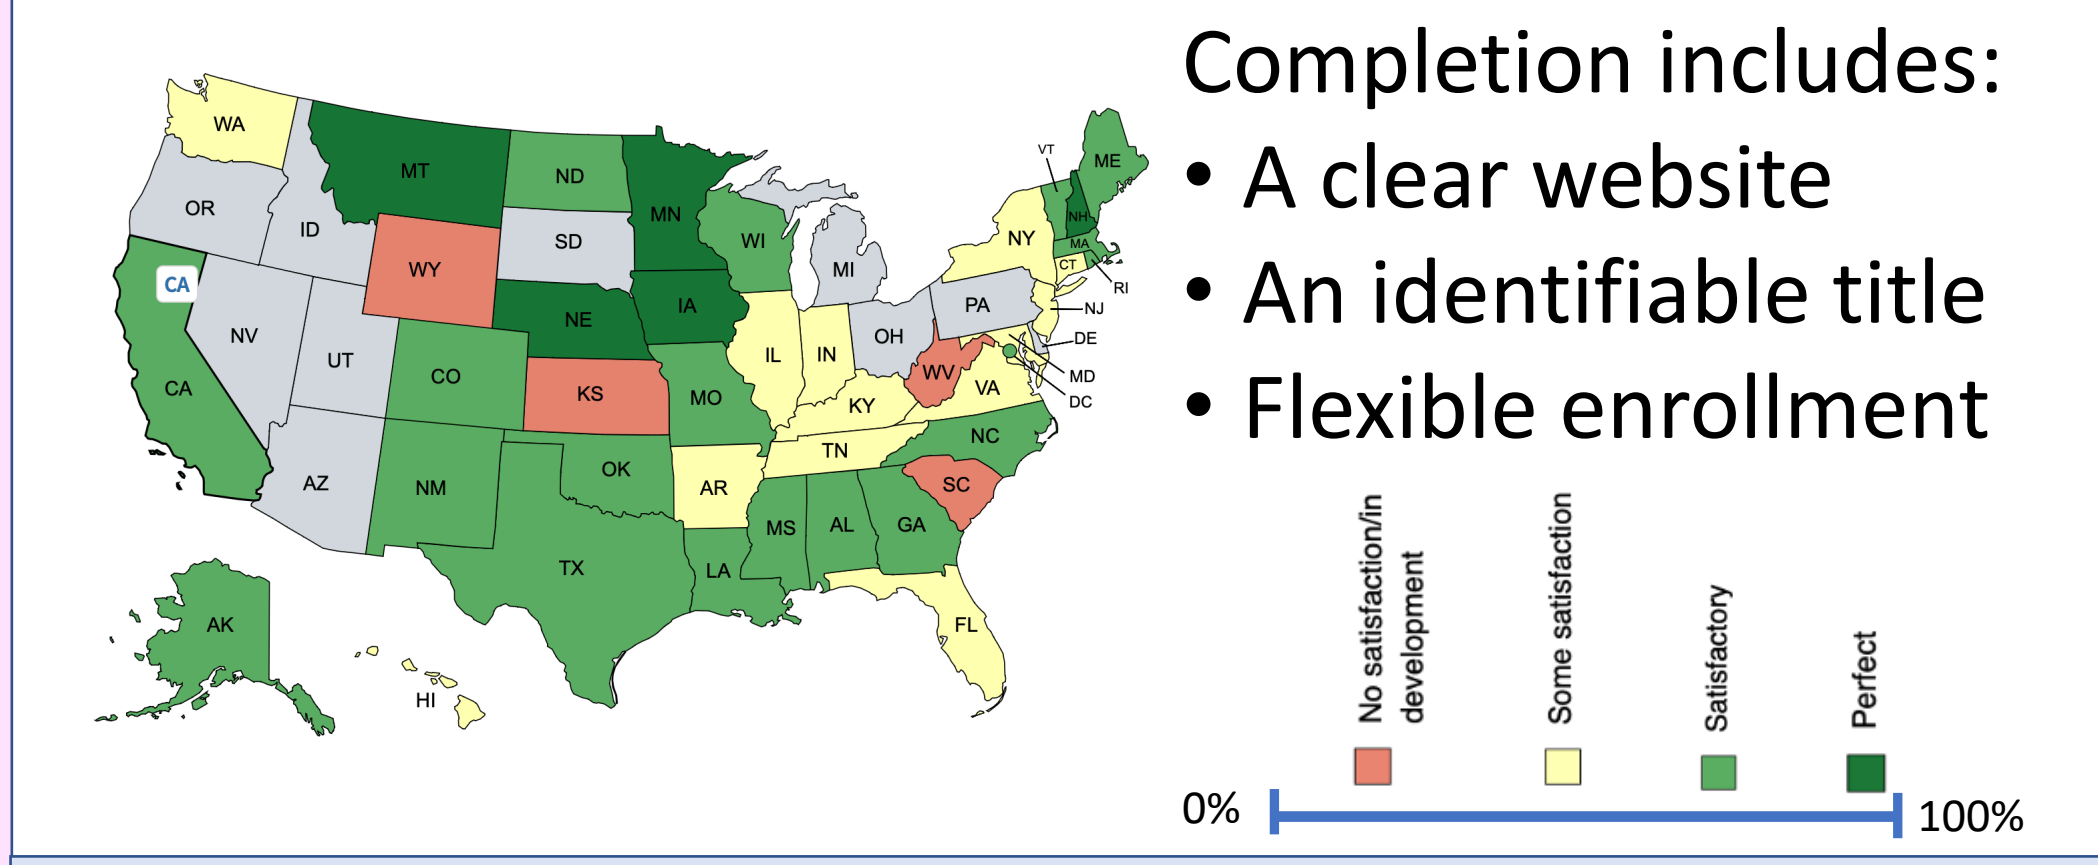 Completion includes:
• A clear website
• An identifiable title
• Flexible enrollment
WA
MT
ND
MN
VT
ME
OR
ID
SD
WI
NH
WY
MI
NY
MA
CT
RI
CA
NV
NE
IA
PA
NJ
UT
CO
IL
IN
OH
DE
KS
MO
WV
VA
MD
DC
CA
KY
AZ
NM
OK
AR
TN
NC
SC
MS
AL
GA
TX
LA
AK
HI
FL
No satisfaction/in
development
Some satisfaction
Satisfactory
Perfect
0%
100%